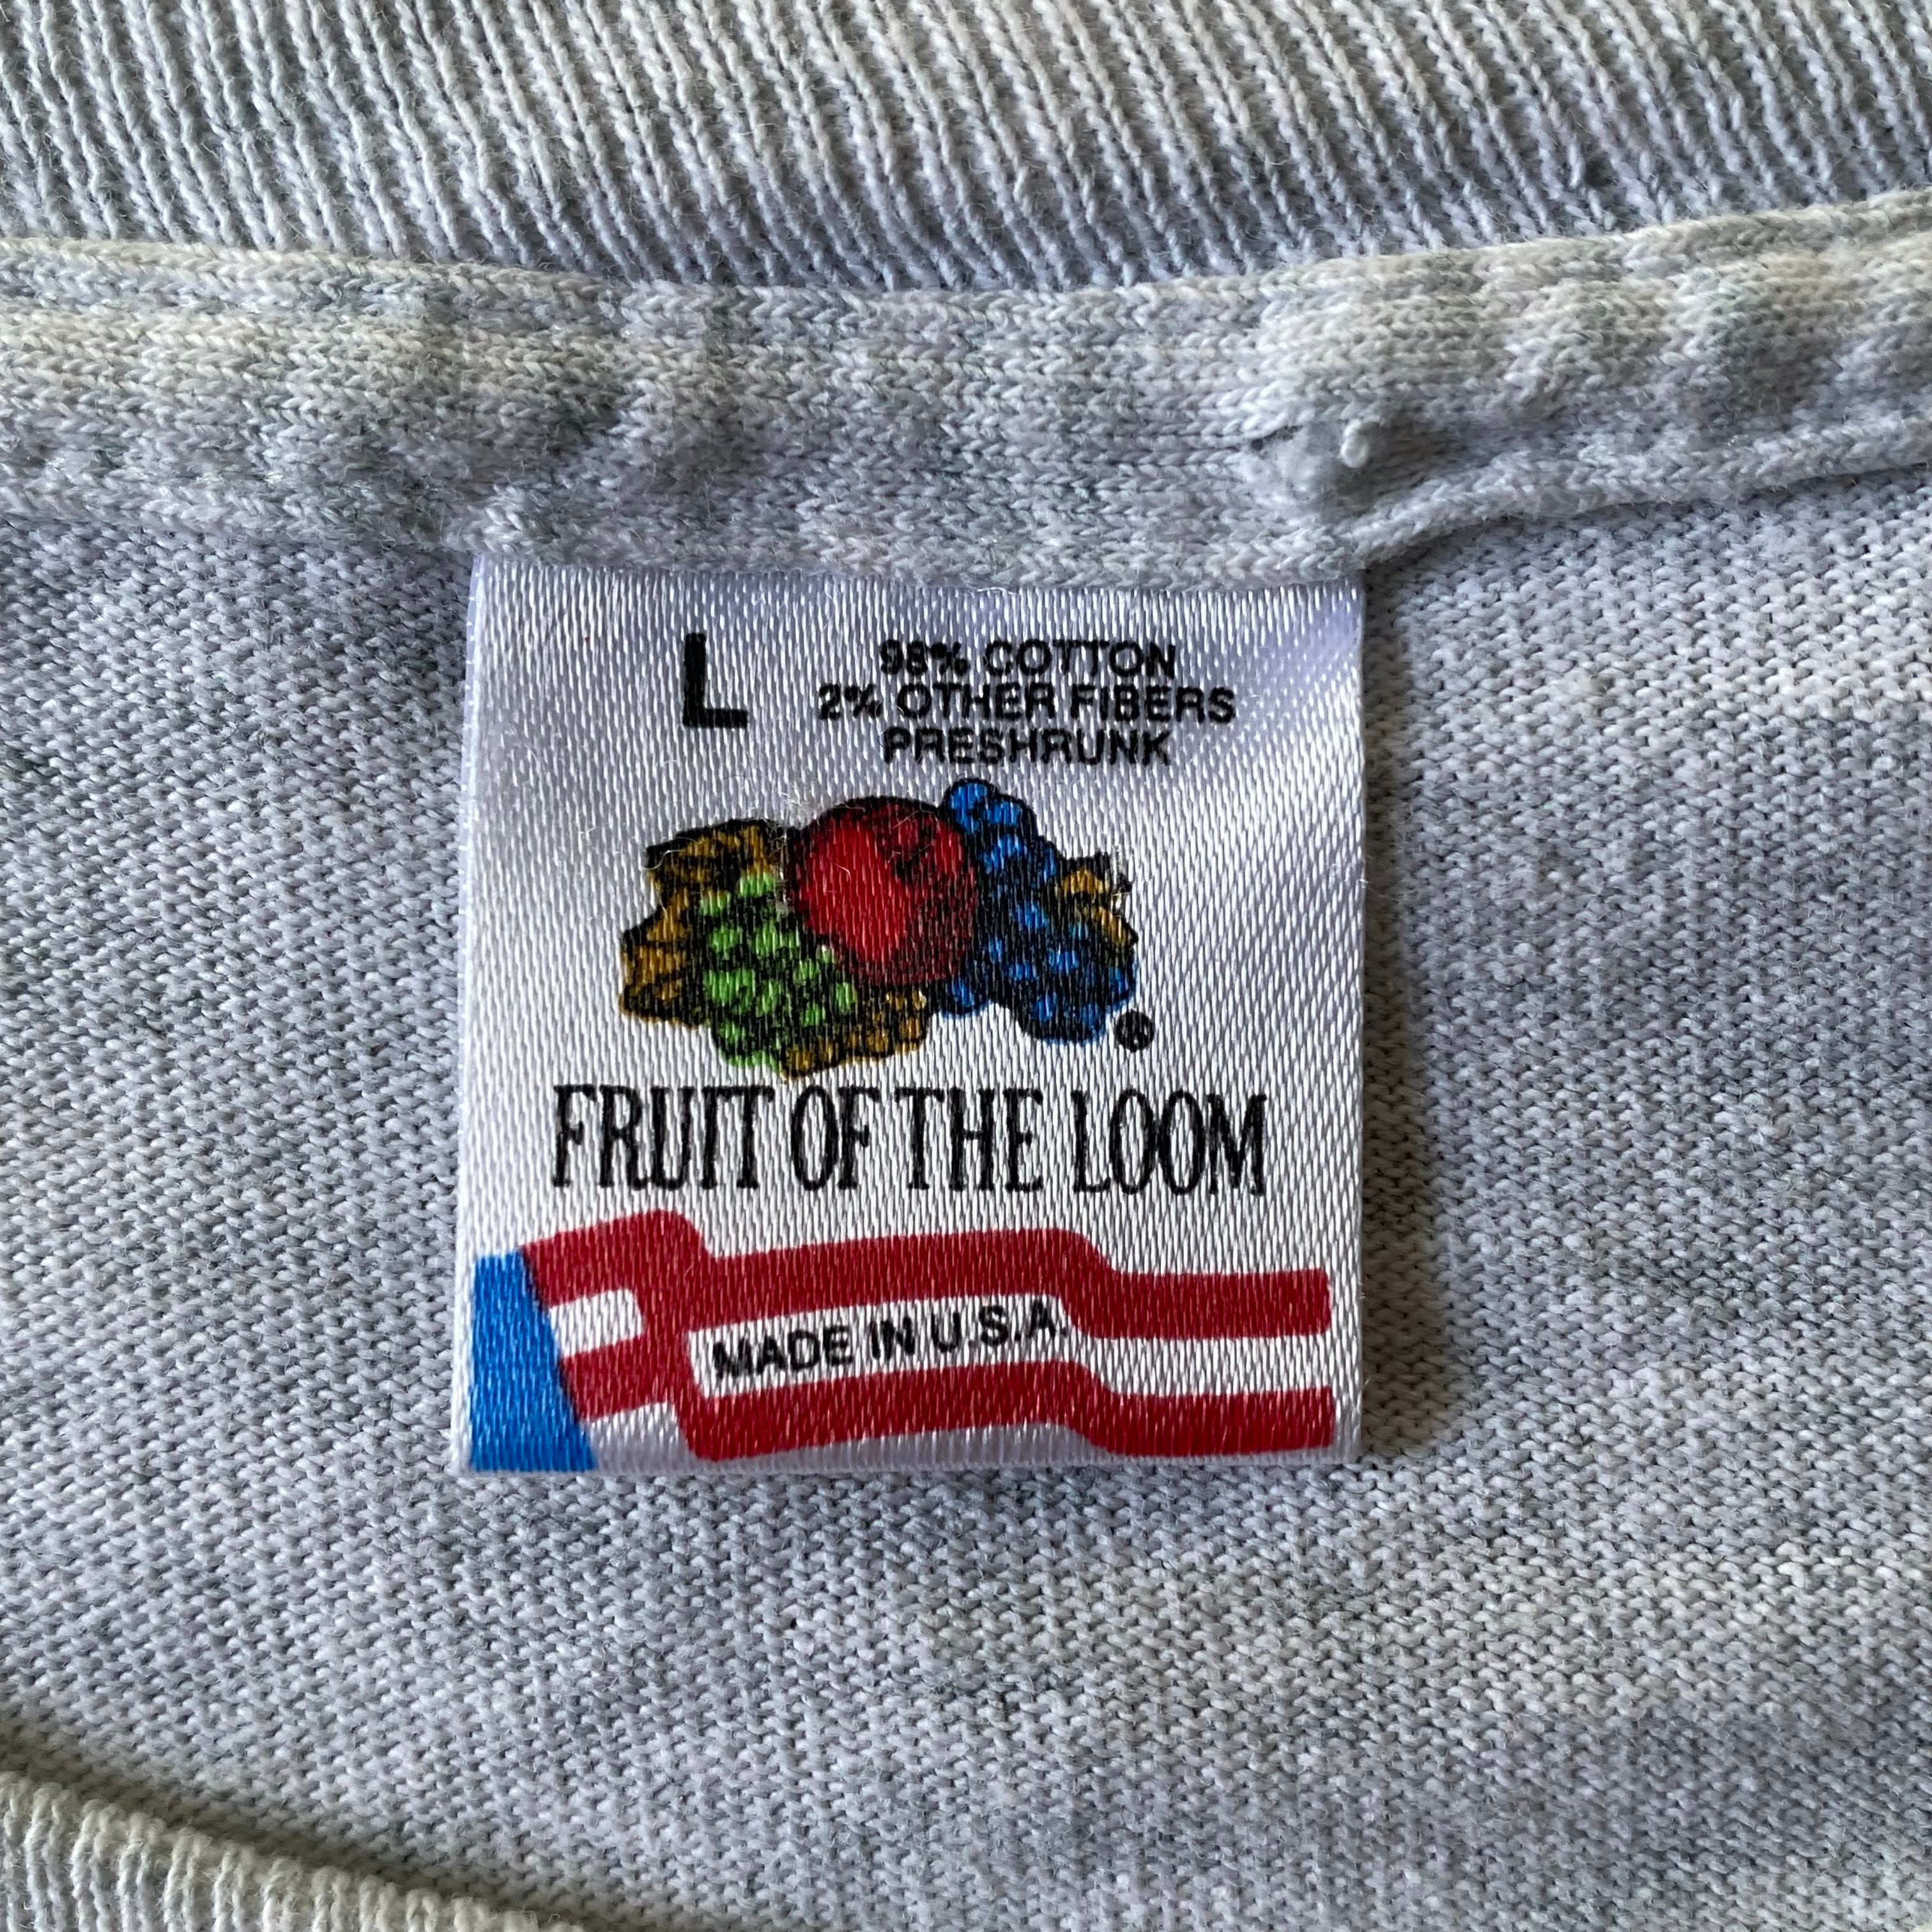 L
98% COTTON
2% OTHER FIBERS
PRESHRUNK
®
FRUIT OF THE LOOM
MADE IN U.S.A.